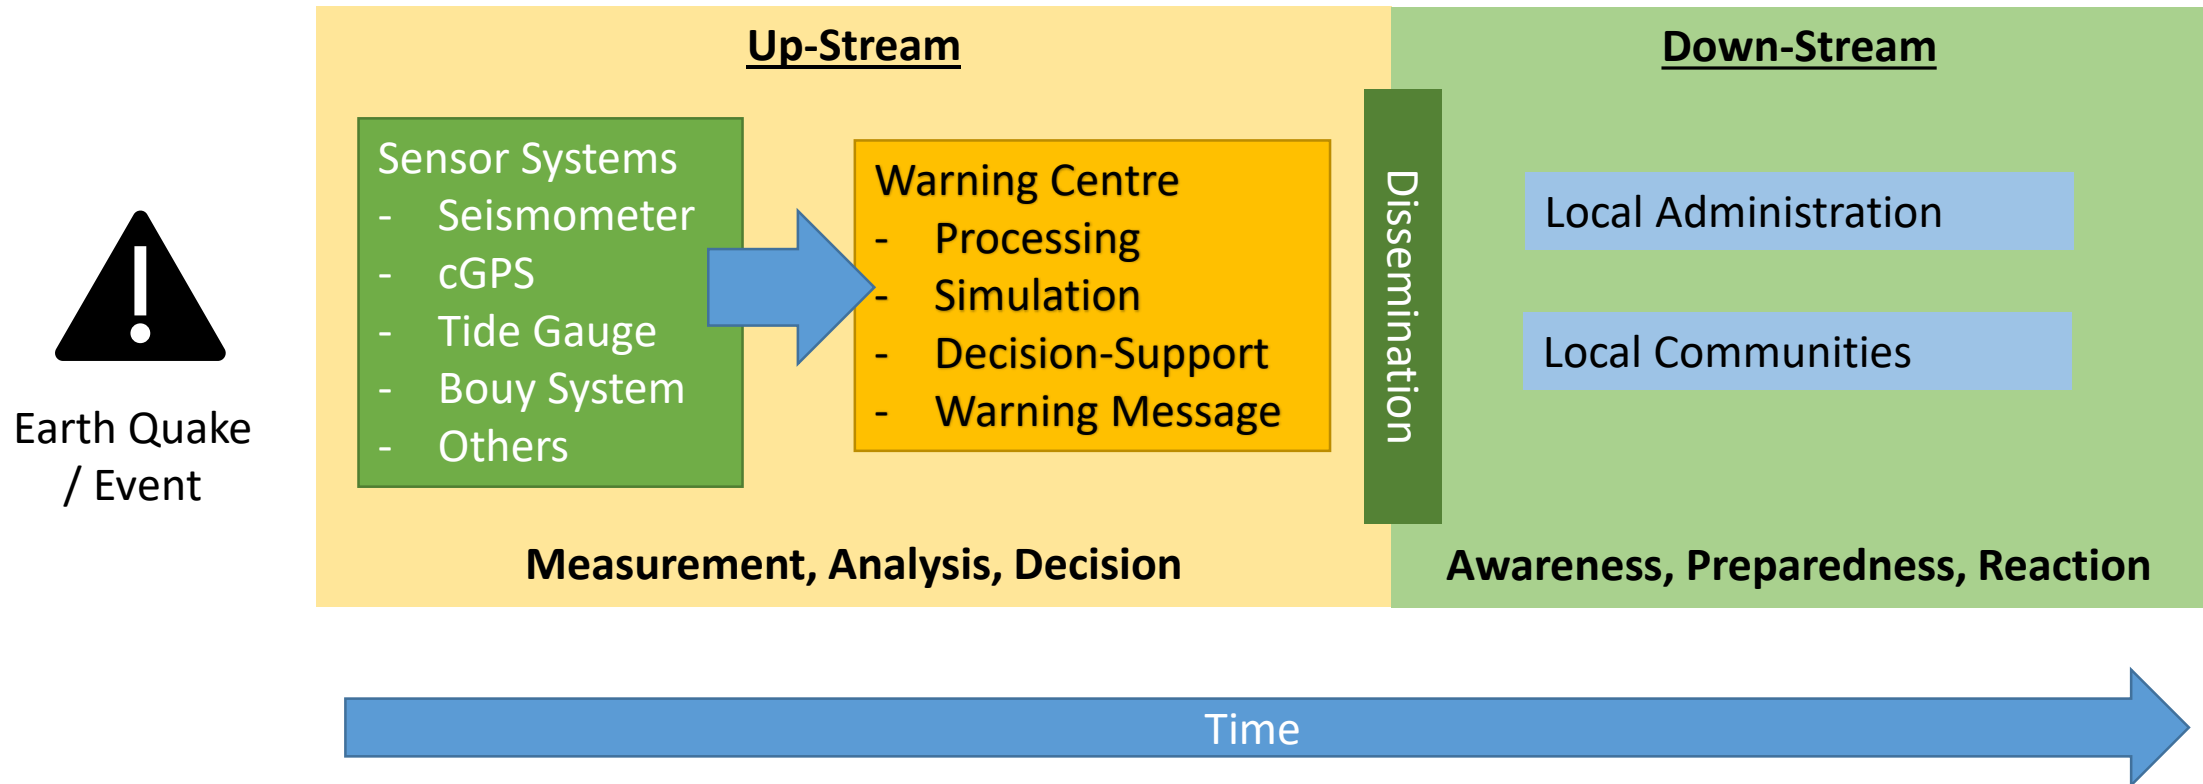 Earth Quake
/ Event
Up-Stream
Sensor Systems
- Seismometer
- cGPS
- Tide Gauge
- Bouy System
- Others
Warning Centre
- Processing
- Simulation
- Decision-Support
- Warning Message
Measurement, Analysis, Decision
Dissemination
Down-Stream
Local Administration
Local Communities
Awareness, Preparedness, Reaction
Time